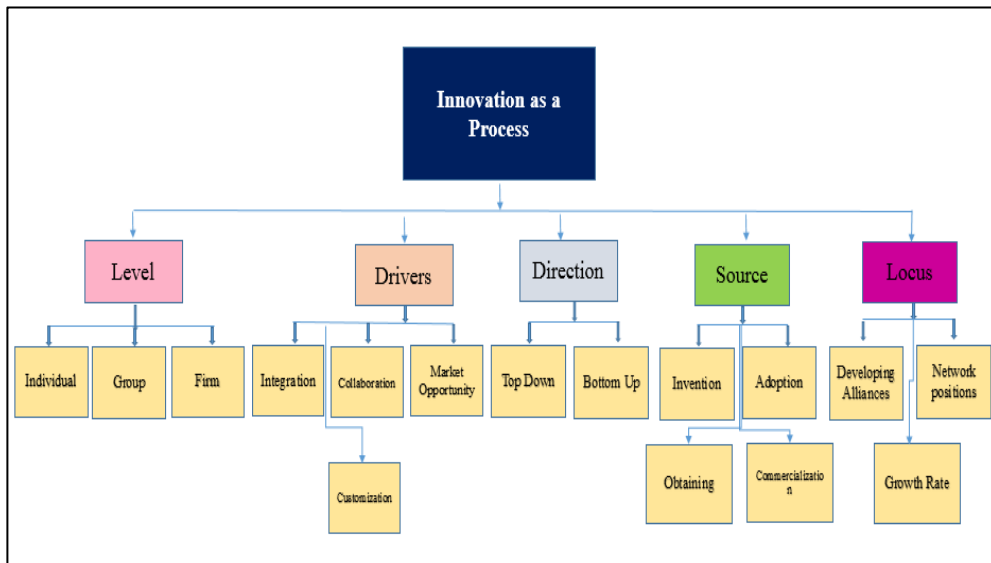 Innovation as a
Process
Level
Drivers
Direction
Source
Locus
Individual
Group
Firm
Integration
Collaboration
Market
Opportunity
Top Down
Bottom Up
Invention
Adoption
Developing
Alliances
Network
positions
Customization
Obtaining
Commercializatio
n
Growth Rate